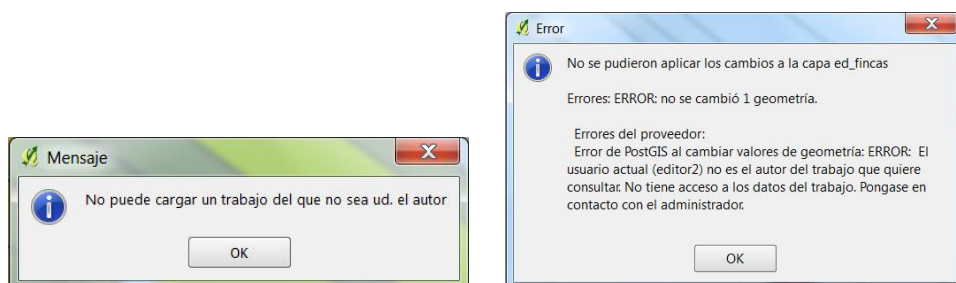 Mensaje
No puede cargar un trabajo del que no sea ud. el autor
OK
Error
No se pudieron aplicar los cambios a la capa ed_fincas
Errores: ERROR: no se cambió 1 geometría.
Errores del proveedor:
Error de PostGIS al cambiar valores de geometría: ERROR: El
usuario actual (editor2) no es el autor del trabajo que quiere
consultar. No tiene acceso a los datos del trabajo. Pongase en
contacto con el administrador.
OK